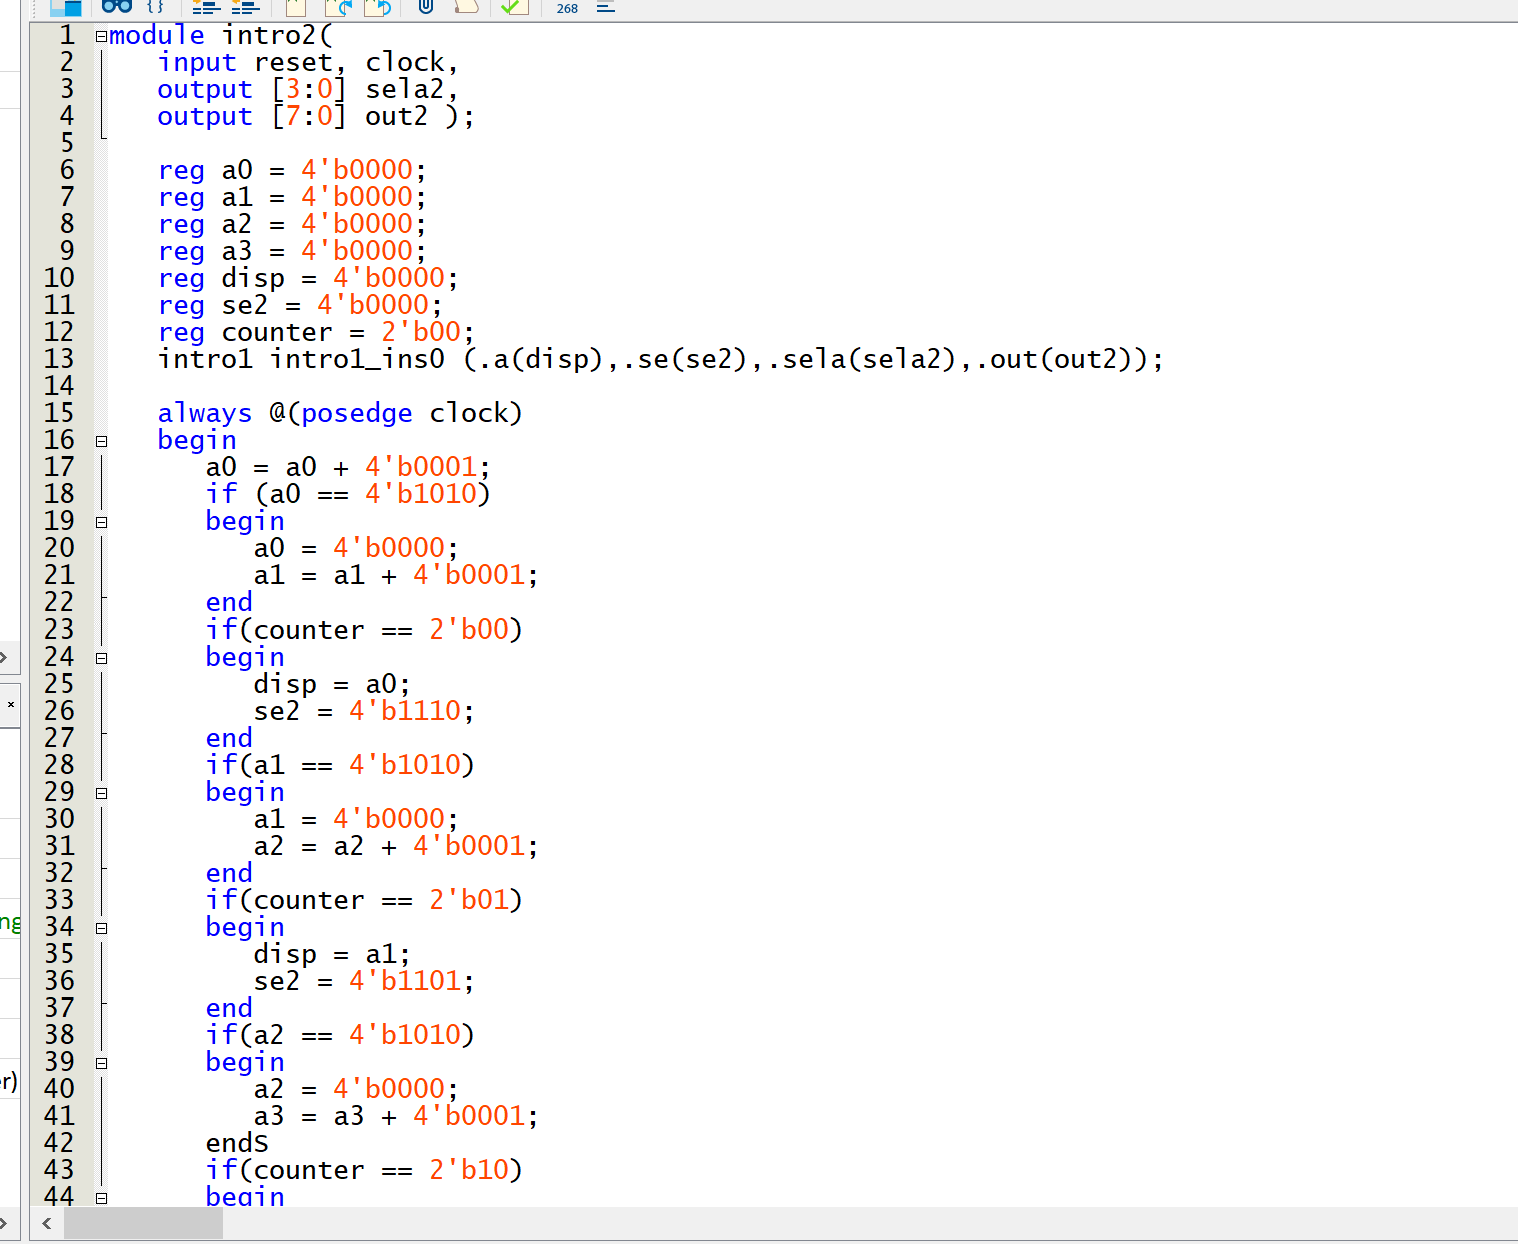 {}
268
1 module intro2(
2 input reset, clock,
3 output [3:0] sela2,
4 output [7:0] out2 );
5
6 reg a0 = 4'b0000;
7 reg a1 = 4'b0000;
8 reg a2 = 4'b0000;
9 reg a3 = 4'b0000;
10 reg disp = 4'b0000;
11 reg se2 = 4'b0000;
12 reg counter = 2'b00;
13 intro1 intro1_ins0 (.a(disp),.se(se2),.sela(sela2),.out(out2));
14
15 always @(posedge clock)
16 begin
17 a0 = a0 + 4'b0001;
18 if (a0 == 4'b1010)
19 begin
20 a0 = 4'b0000;
21 a1 = a1 + 4'b0001;
22 end
23 if(counter == 2'b00)
24 begin
25 disp = a0;
26 se2 = 4'b1110;
27 end
28 if(a1 == 4'b1010)
29 begin
30 a1 = 4'b0000;
31 a2 = a2 + 4'b0001;
32 end
33 if(counter == 2'b01)
34 begin
35 disp = a1;
36 se2 = 4'b1101;
37 end
38 if(a2 == 4'b1010)
39 begin
40 a2 = 4'b0000;
41 a3 = a3 + 4'b0001;
42 endS
43 if(counter == 2'b10)
44 begin
ng
r)